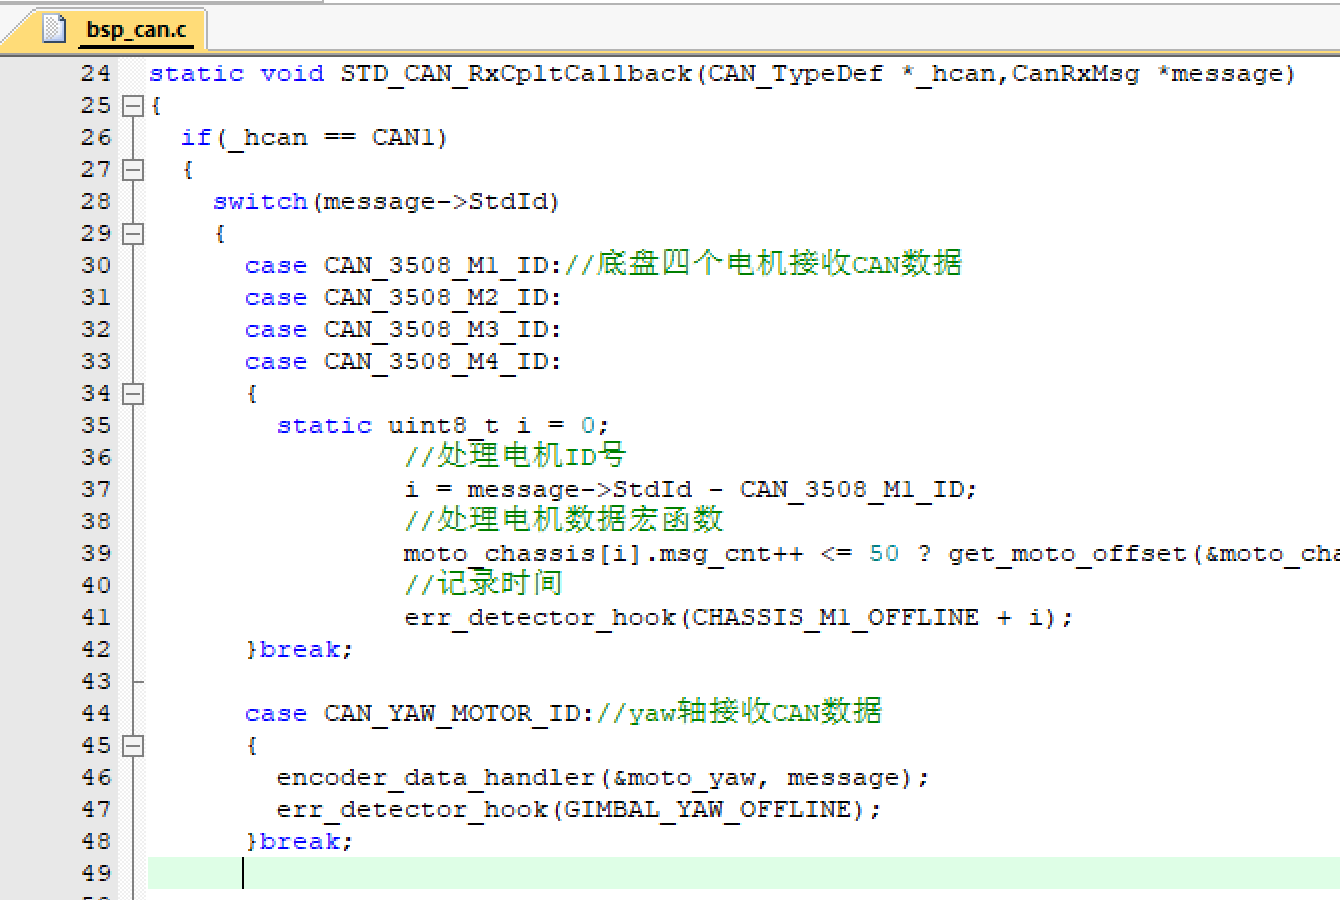 bsp_can.c
24 static void STD_CAN_RxCpltCallback(CAN_TypeDef *_hcan,CanRxMsg *message)
25 {
26 if(_hcan == CAN1)
27 {
28 switch(message->StdId)
29 {
30 case CAN_3508_M1_ID://底盘四个电机接收CAN数据
31 case CAN_3508_M2_ID:
32 case CAN_3508_M3_ID:
33 case CAN_3508_M4_ID:
34 {
35 static uint8_t i = 0;
36 //处理电机ID号
37 i = message->StdId - CAN_3508_M1_ID;
38 //处理电机数据宏函数
39 moto_chassis[i].msg_cnt++ <= 50 ? get_moto_offset(&moto_cha
40 //记录时间
41 err_detector_hook(CHASSIS_M1_OFFLINE + i);
42 }break;
43
44 case CAN_YAW_MOTOR_ID://yaw轴接收CAN数据
45 {
46 encoder_data_handler(&moto_yaw, message);
47 err_detector_hook(GIMBAL_YAW_OFFLINE);
48 }break;
49